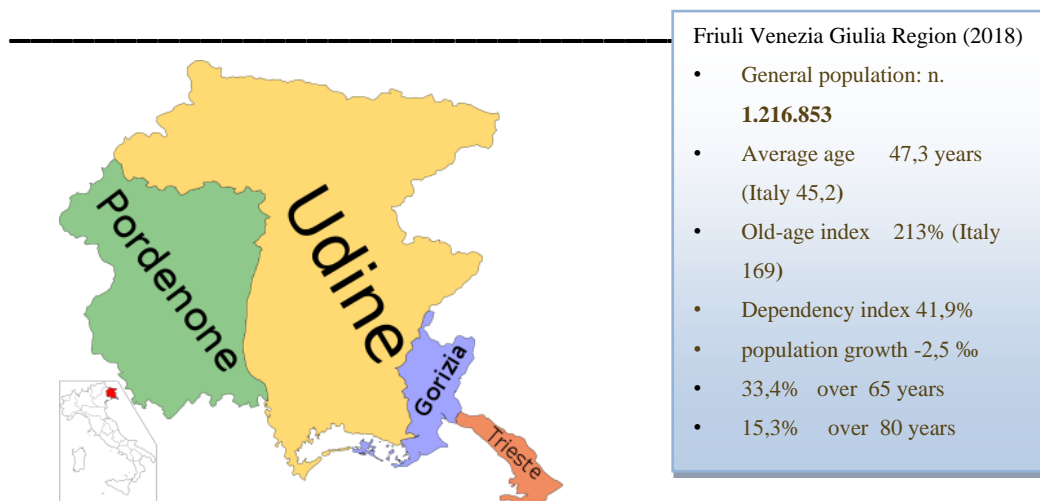 Friuli Venezia Giulia Region (2018)
• General population: n.
1.216.853
• Average age 47,3 years
(Italy 45,2)
• Old-age index 213% (Italy
169)
• Dependency index 41,9%
• population growth -2,5 ‰
• 33,4% over 65 years
• 15,3% over 80 years
Pordenone
Udine
Gorizia
Trieste